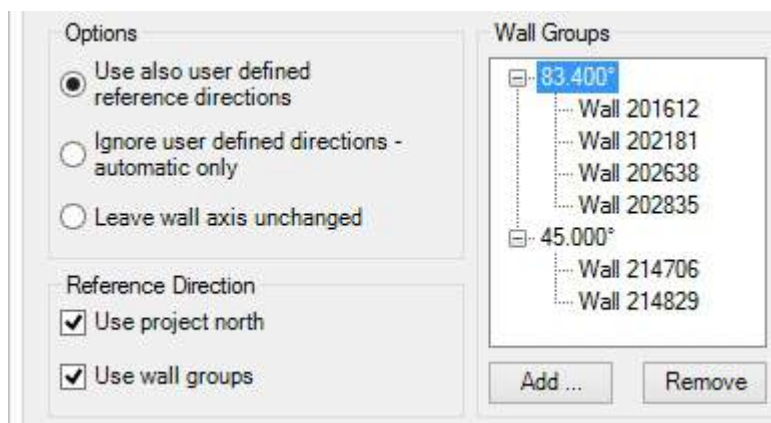 Options
Use also user defined
reference directions
Ignore user defined directions -
automatic only
Leave wall axis unchanged
Reference Direction
Use project north
Use wall groups
Wall Groups
83.400°
Wall 201612
Wall 202181
Wall 202638
Wall 202835
45.000°
Wall 214706
Wall 214829
Add ...
Remove